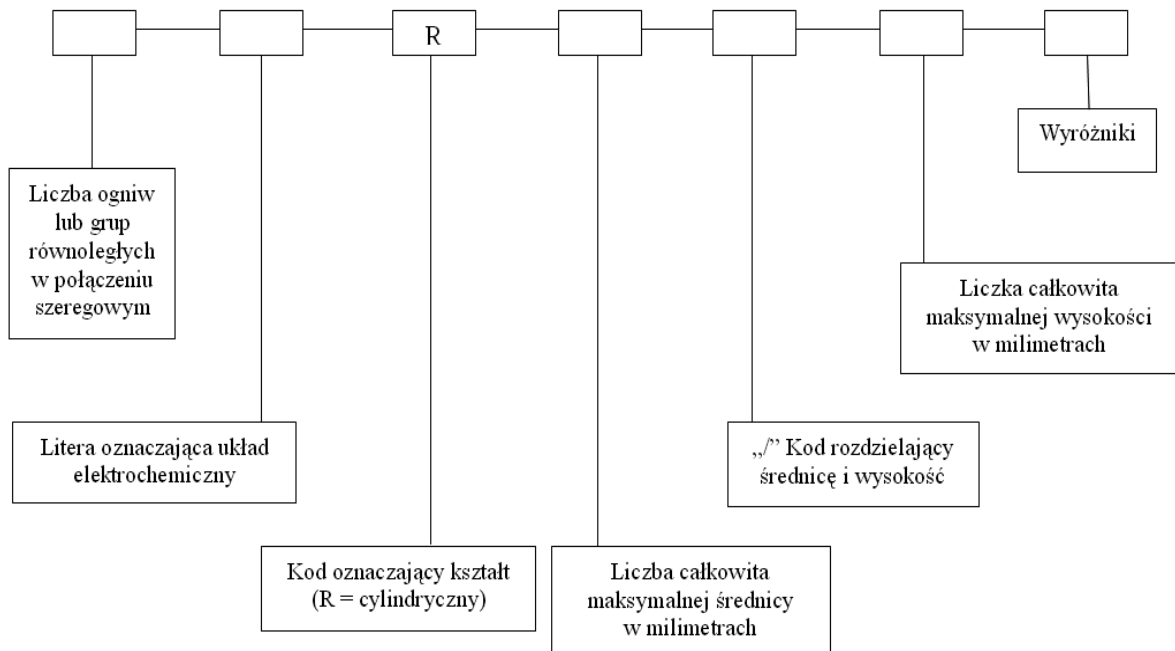 R
Wyróżniki
Liczba ogniw
lub grup
równoległych
w połączeniu
szeregowym
Liczka całkowita
maksymalnej wysokości
w milimetrach
Litera oznaczająca układ
elektrochemiczny
„/” Kod rozdzielający
średnicę i wysokość
Kod oznaczający kształt
(R = cylindryczny)
Liczba całkowita
maksymalnej średnicy
w milimetrach